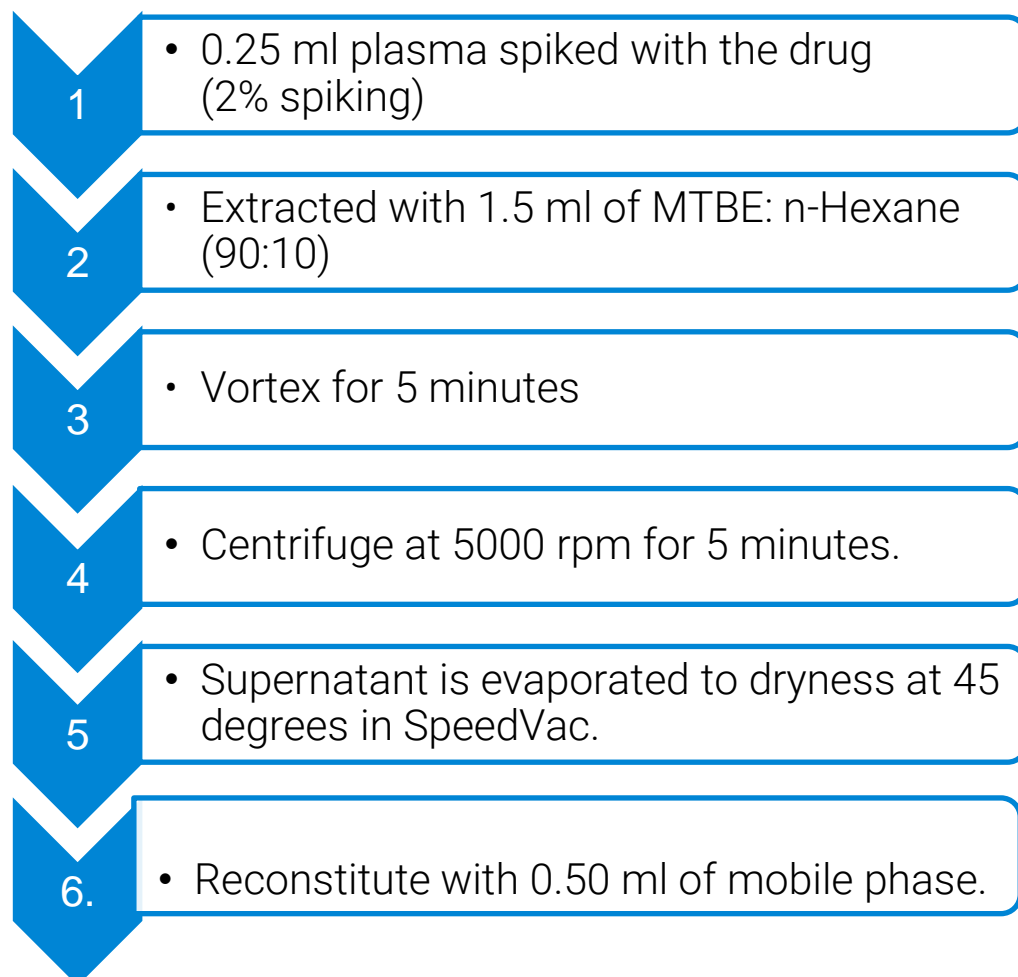 1
• 0.25 ml plasma spiked with the drug
(2% spiking)
2
• Extracted with 1.5 ml of MTBE: n-Hexane
(90:10)
3
• Vortex for 5 minutes
4
• Centrifuge at 5000 rpm for 5 minutes.
5
• Supernatant is evaporated to dryness at 45
degrees in SpeedVac.
6.
• Reconstitute with 0.50 ml of mobile phase.